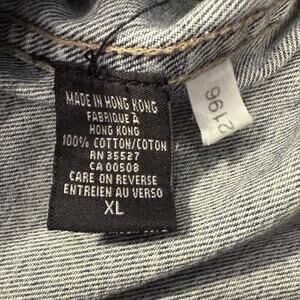 MADE IN HONG KONG
FABRIQUE À
HONG KONG
100% COTTON/COTON
RN 35527
CA 00508
CARE ON REVERSE
ENTREIEN AU VERSO
XL
2196